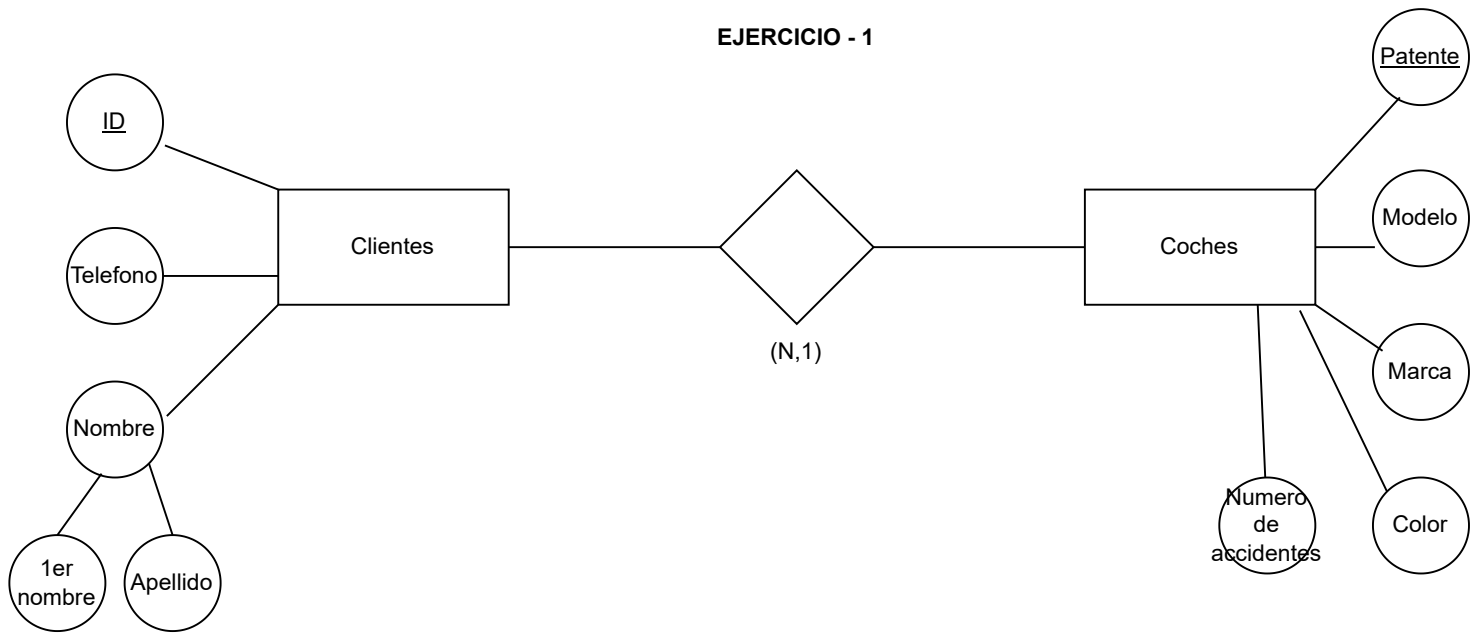 EJERCICIO - 1
ID
Telefono
Nombre
1er
nombre
Apellido
Clientes
(N,1)
Coches
Patente
Modelo
Marca
Color
Numero
de
accidentes